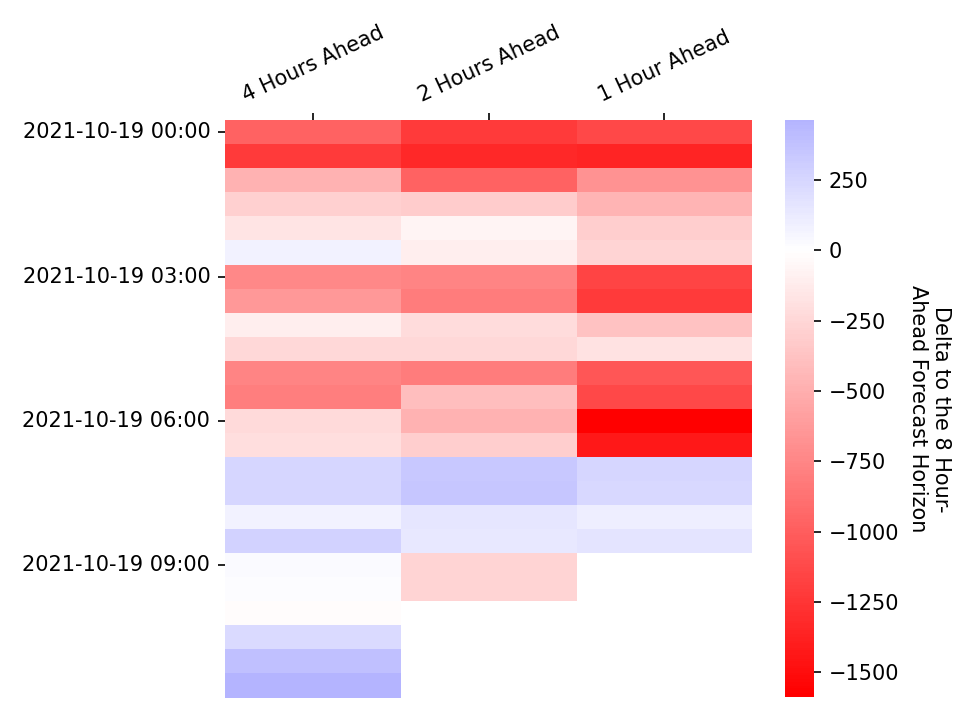 4 Hours Ahead
2 Hours Ahead
1 Hour Ahead
2021-10-19 00:00
2021-10-19 03:00
2021-10-19 06:00
2021-10-19 09:00
250
0
−250
−500
−750
−1000
−1250
−1500
Delta to the 8 Hour-
Ahead Forecast Horizon